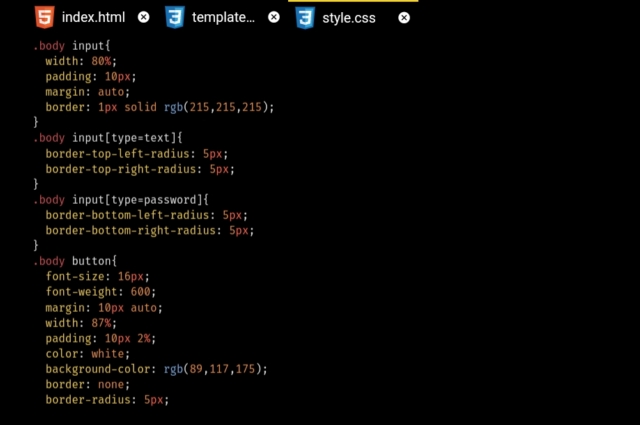 index.html
template...
style.css
.body input{
width: 80%;
padding: 10px;
margin: auto;
border: 1px solid rgb(215,215,215);
}
.body input[type=text]{
border-top-left-radius: 5px;
border-top-right-radius: 5px;
}
.body input[type=password]{
border-bottom-left-radius: 5px;
border-bottom-right-radius: 5px;
}
.body button{
font-size: 16px;
font-weight: 600;
margin: 10px auto;
width: 87%;
padding: 10px 2%;
color: white;
background-color: rgb(89,117,175);
border: none;
border-radius: 5px;